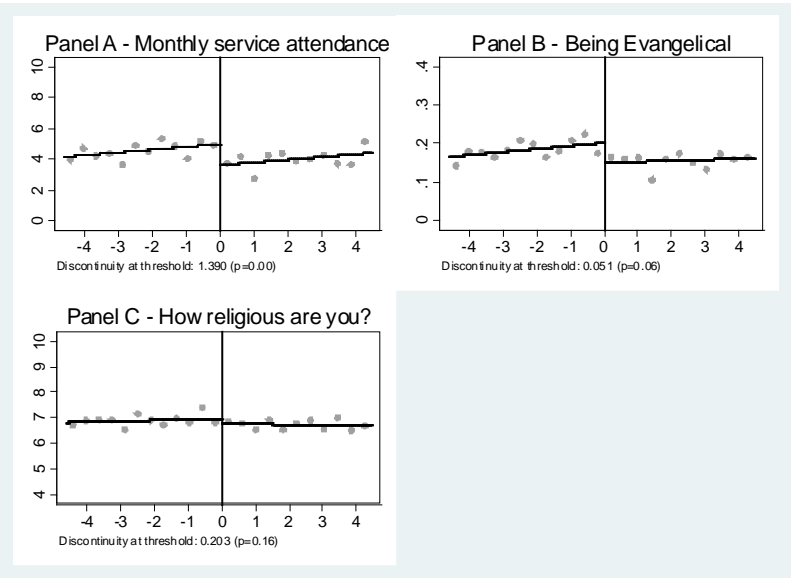 Panel A - Monthly service attendance
10
8
6
4
2
0
-4 -3 -2 -1 0 1 2 3 4
Discontinuity at threshold: 1.390 (p=0.00)
Panel B - Being Evangelical
.4
.3
.2
.1
0
-4 -3 -2 -1 0 1 2 3 4
Discontinuity at threshold: 0.051 (p=0.06)
Panel C - How religious are you?
10
9
8
7
6
5
4
-4 -3 -2 -1 0 1 2 3 4
Discontinuity at threshold: 0.203 (p=0.16)